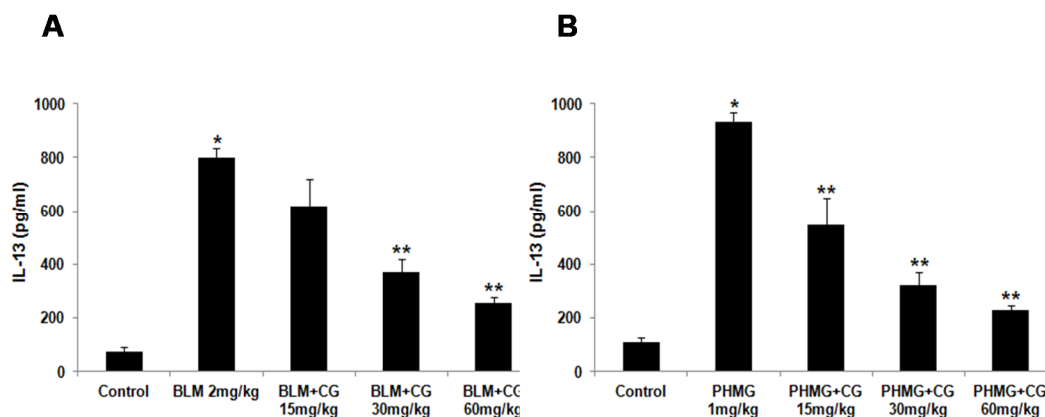 A
B
1000
800
600
400
200
0
IL-13 (pg/ml)
*
**
**
Control
BLM 2mg/kg
BLM+CG
15mg/kg
BLM+CG
30mg/kg
BLM+CG
60mg/kg
1000
800
600
400
200
0
IL-13 (pg/ml)
*
**
**
**
Control
PHMG
1mg/kg
PHMG+CG
15mg/kg
PHMG+CG
30mg/kg
PHMG+CG
60mg/kg